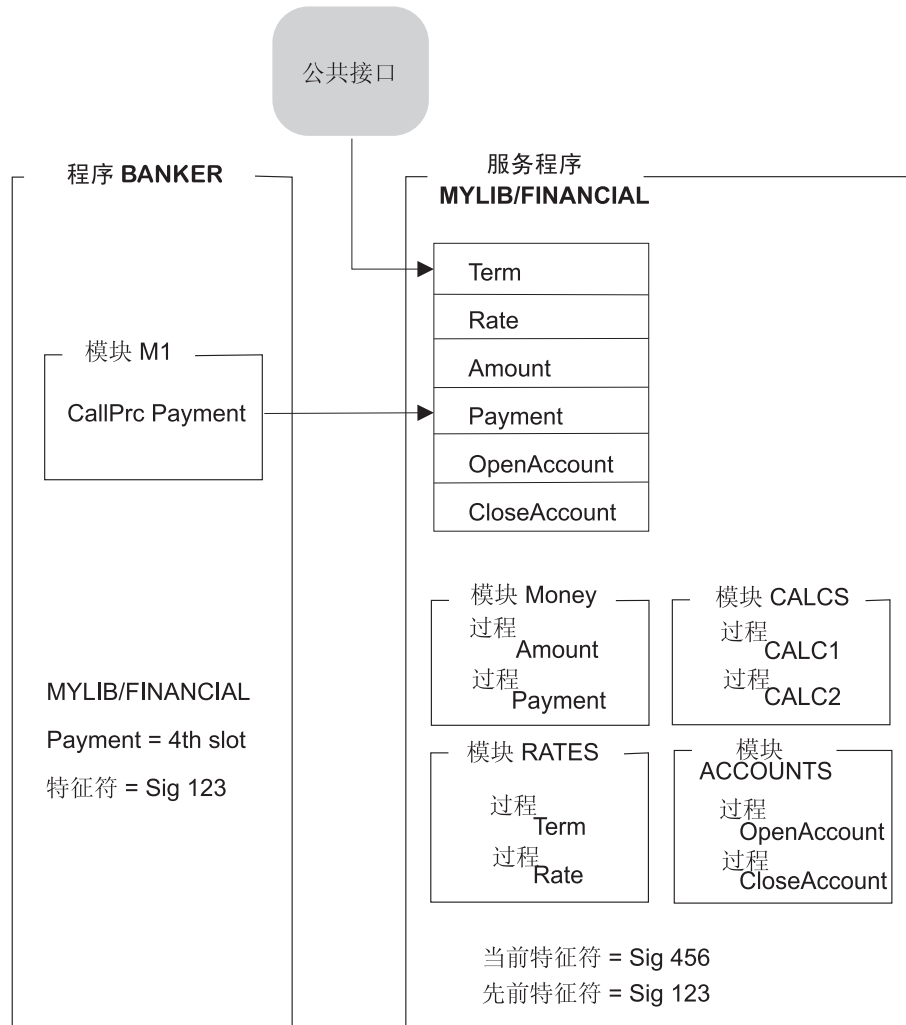 公共接口
程序 BANKER
模块 M1
CallPrc Payment
MYLIB/FINANCIAL
Payment = 4th slot
特征符 = Sig 123
服务程序
MYLIB/FINANCIAL
Term
Rate
Amount
Payment
OpenAccount
CloseAccount
模块 Money
过程
Amount
过程
Payment
模块 CALCS
过程
CALC1
过程
CALC2
模块 RATES
过程
Term
过程
Rate
模块
ACCOUNTS
过程
OpenAccount
过程
CloseAccount
当前特征符 = Sig 456
先前特征符 = Sig 123